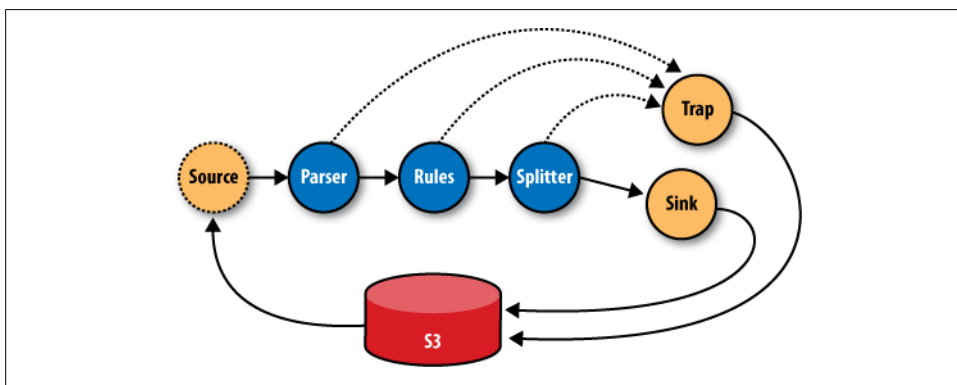 Trap
Source
Parser
Rules
Splitter
Sink
S3